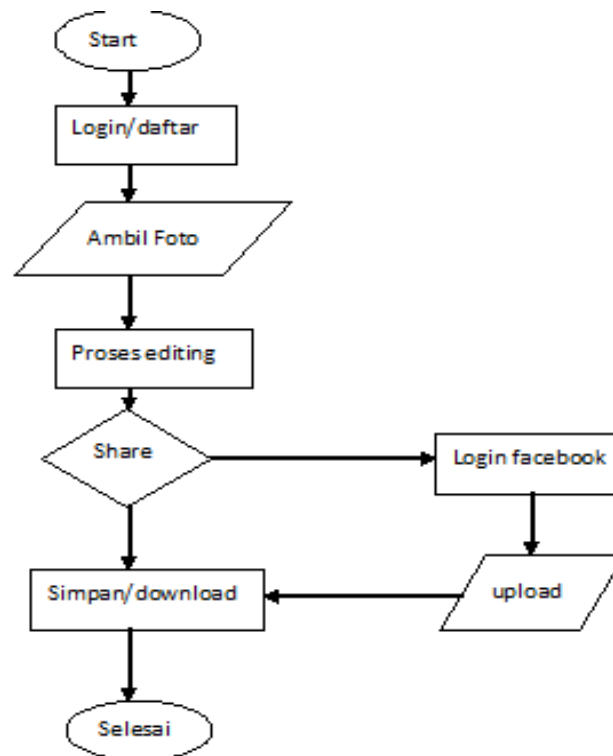 Start
Login/daftar
Ambil Foto
Proses editing
Share
Login facebook
Simpan/download
upload
Selesai